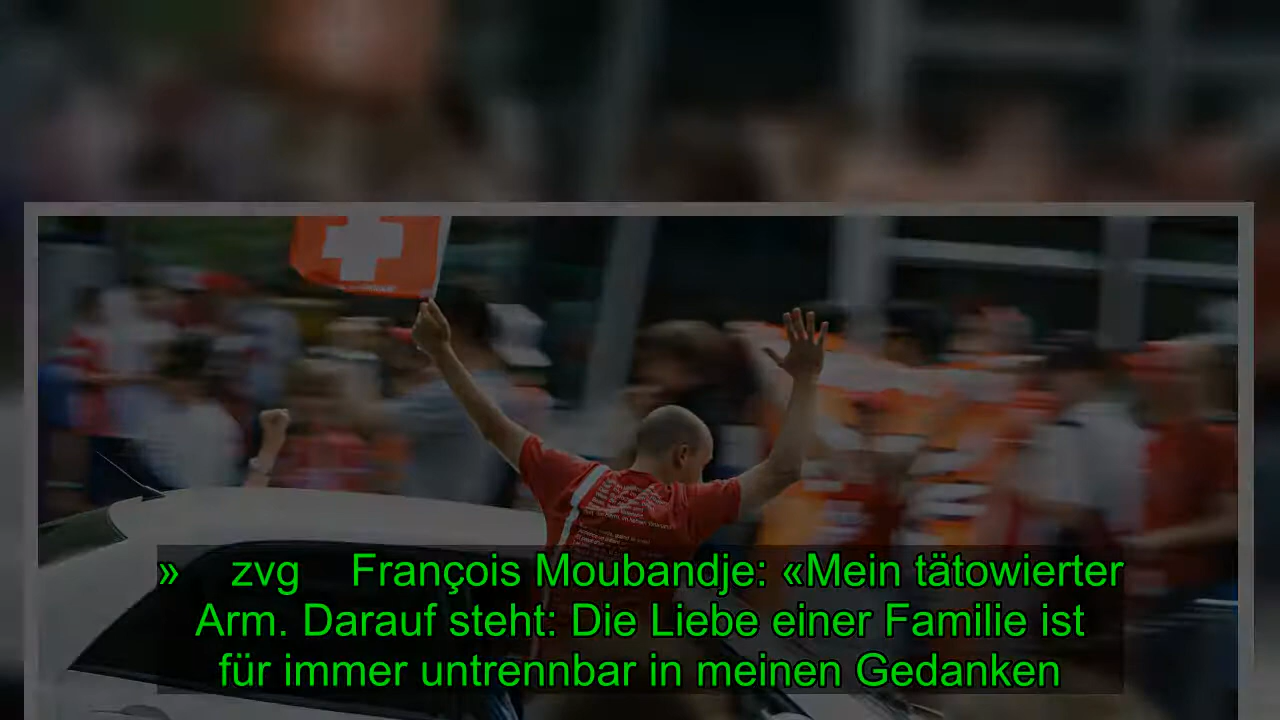 »    zvg    François Moubandje: «Mein tätowierter
Arm. Darauf steht: Die Liebe einer Familie ist
für immer untrennbar in meinen Gedanken